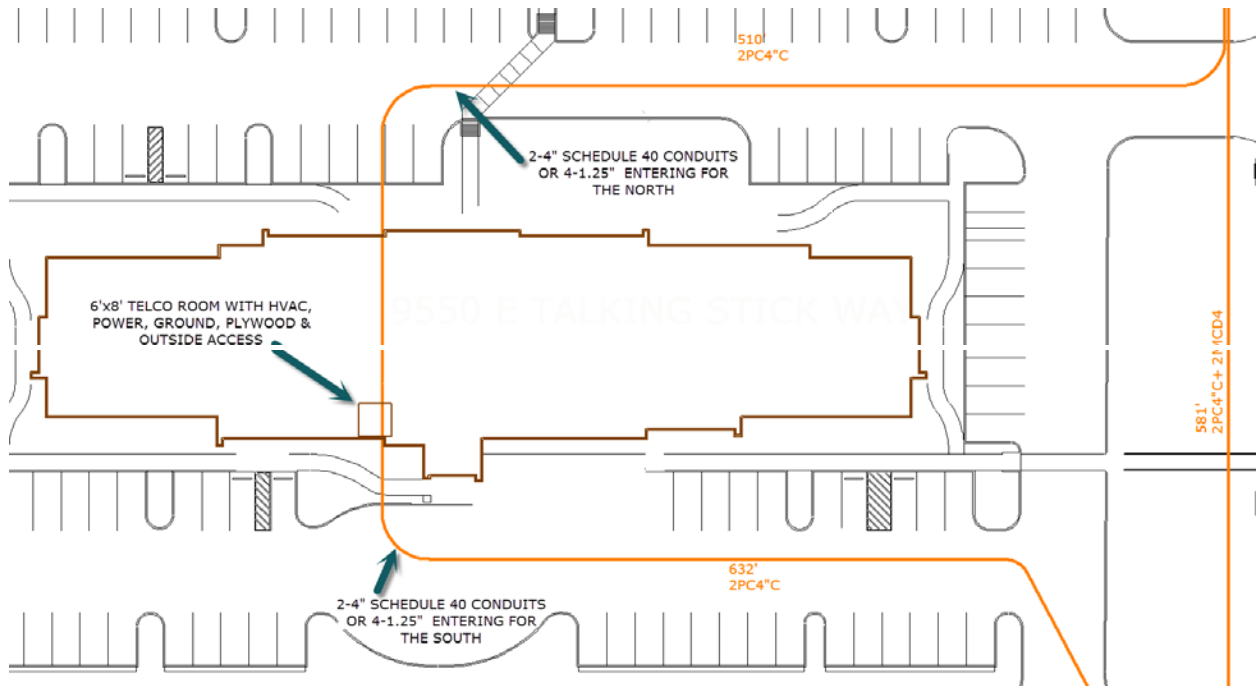 510'
2PC4"C
2-4" SCHEDULE 40 CONDUITS
OR 4-1.25" ENTERING FOR
THE NORTH
6'x8' TELCO ROOM WITH HVAC,
POWER, GROUND, PLYWOOD &
OUTSIDE ACCESS
9550 E TALKING STICK WAY
581'
2PC4"C+ 2MCD4
632'
2PC4"C
2-4" SCHEDULE 40 CONDUITS
OR 4-1.25" ENTERING FOR
THE SOUTH